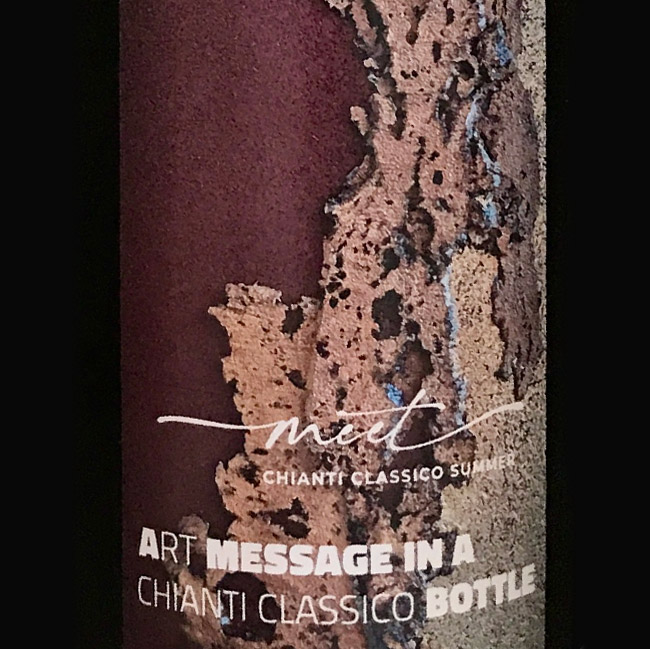 meet
CHIANTI CLASSICO SUMMER
ART MESSAGE IN A
CHIANTI CLASSICO BOTTLE